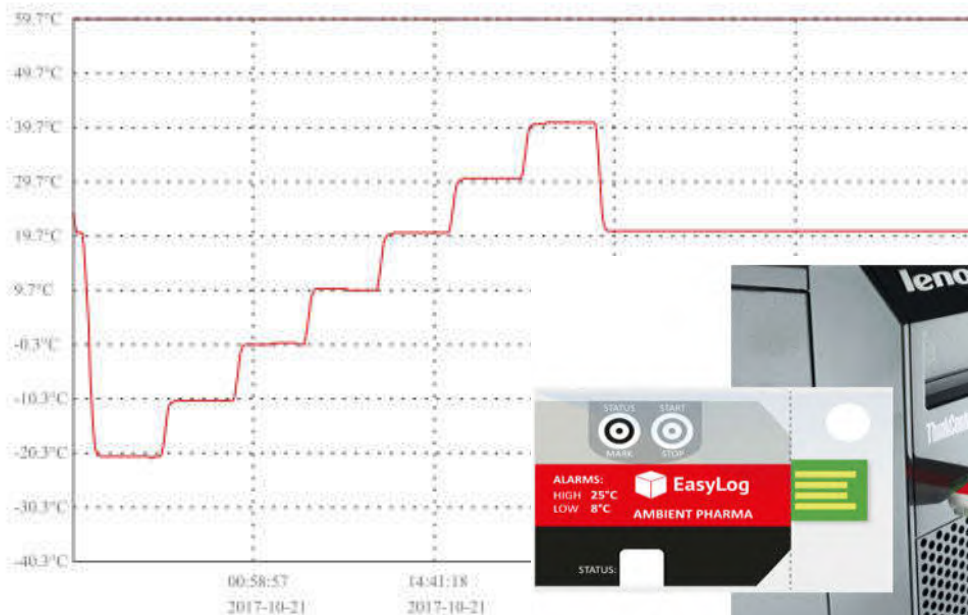 59.7°C
49.7°C
39.7°C
29.7°C
19.7°C
9.7°C
-0.3°C
-10.3°C
-20.3°C
-30.3°C
-40.3°C
00:58:57 14:41:18
2017-10-21 2017-10-21
leno
STATUS START
MARK STOP
ALARMS:
HIGH 25°C
LOW 8°C
EasyLog
AMBIENT PHARMA
STATUS: